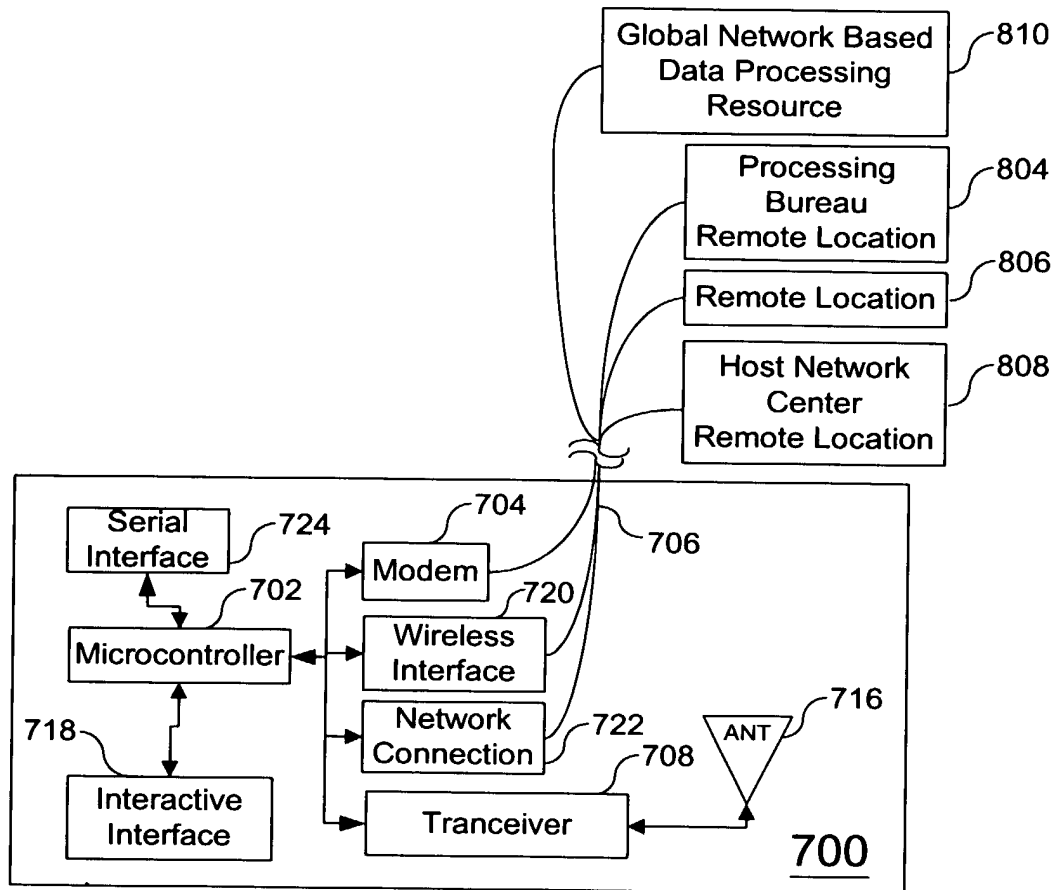 Global Network Based
Data Processing
Resource
810
Processing
Bureau
Remote Location
804
Remote Location
806
Host Network
Center
Remote Location
808
Serial
Interface
724
704
Modem
706
702
Microcontroller
720
Wireless
Interface
718
Network
Connection
722
716
ANT
Interactive
Interface
708
Tranceiver
700